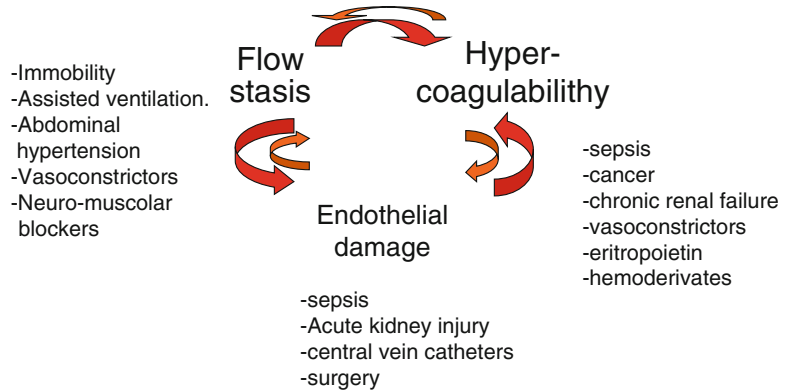 Flow
stasis
Hyper-
coagulabilithy
-Immobility
-Assisted ventilation.
-Abdominal
hypertension
-Vasoconstrictors
-Neuro-muscolar
blockers
-sepsis
-cancer
-chronic renal failure
-vasoconstrictors
-eritropoietin
-hemoderivates
Endothelial
damage
-sepsis
-Acute kidney injury
-central vein catheters
-surgery